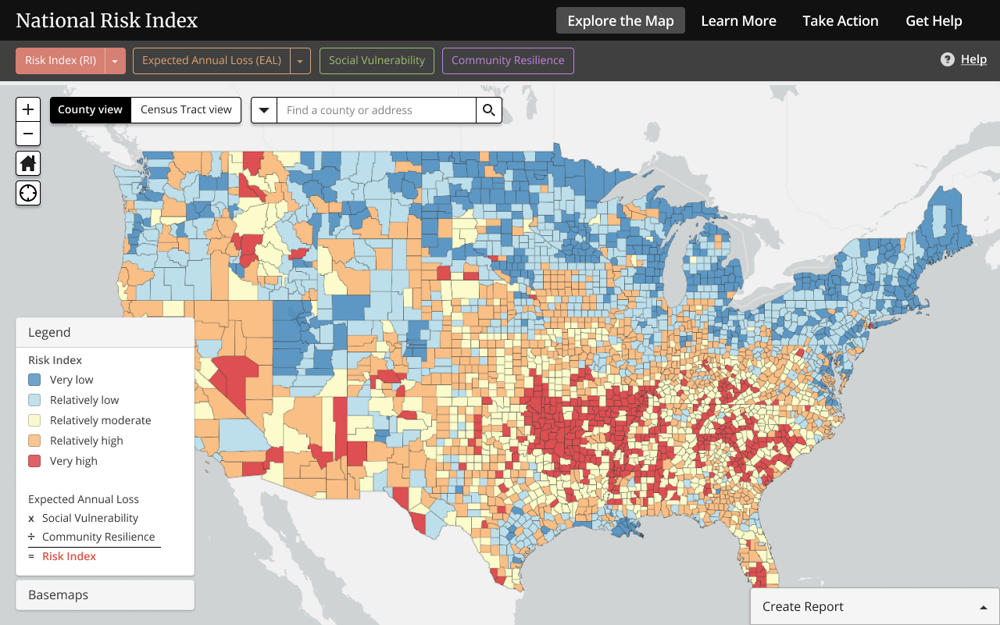 National Risk Index
Explore the Map
Learn More
Take Action
Get Help
Risk Index (RI)
Expected Annual Loss (EAL)
Social Vulnerability
Community Resilience
? Help
+
County view
Census Tract view
Find a county or address
−
Legend
Risk Index
Very low
Relatively low
Relatively moderate
Relatively high
Very high
Expected Annual Loss
x Social Vulnerability
÷ Community Resilience
= Risk Index
Basemaps
Create Report